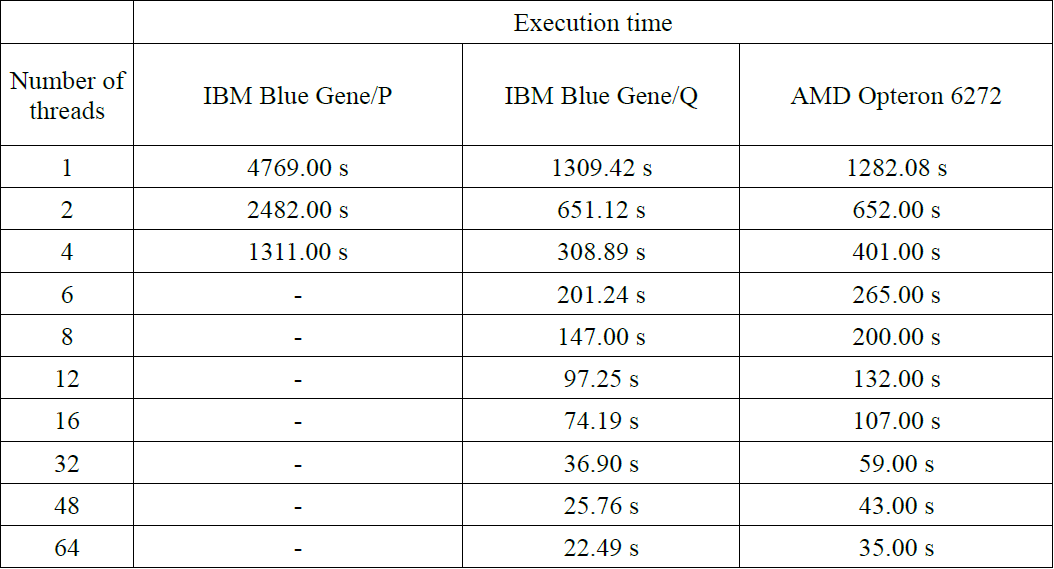 Execution time
Number of threads IBM Blue Gene/P IBM Blue Gene/Q AMD Opteron 6272
1 4769.00 s 1309.42 s 1282.08 s
2 2482.00 s 651.12 s 652.00 s
4 1311.00 s 308.89 s 401.00 s
6 - 201.24 s 265.00 s
8 - 147.00 s 200.00 s
12 - 97.25 s 132.00 s
16 - 74.19 s 107.00 s
32 - 36.90 s 59.00 s
48 - 25.76 s 43.00 s
64 - 22.49 s 35.00 s